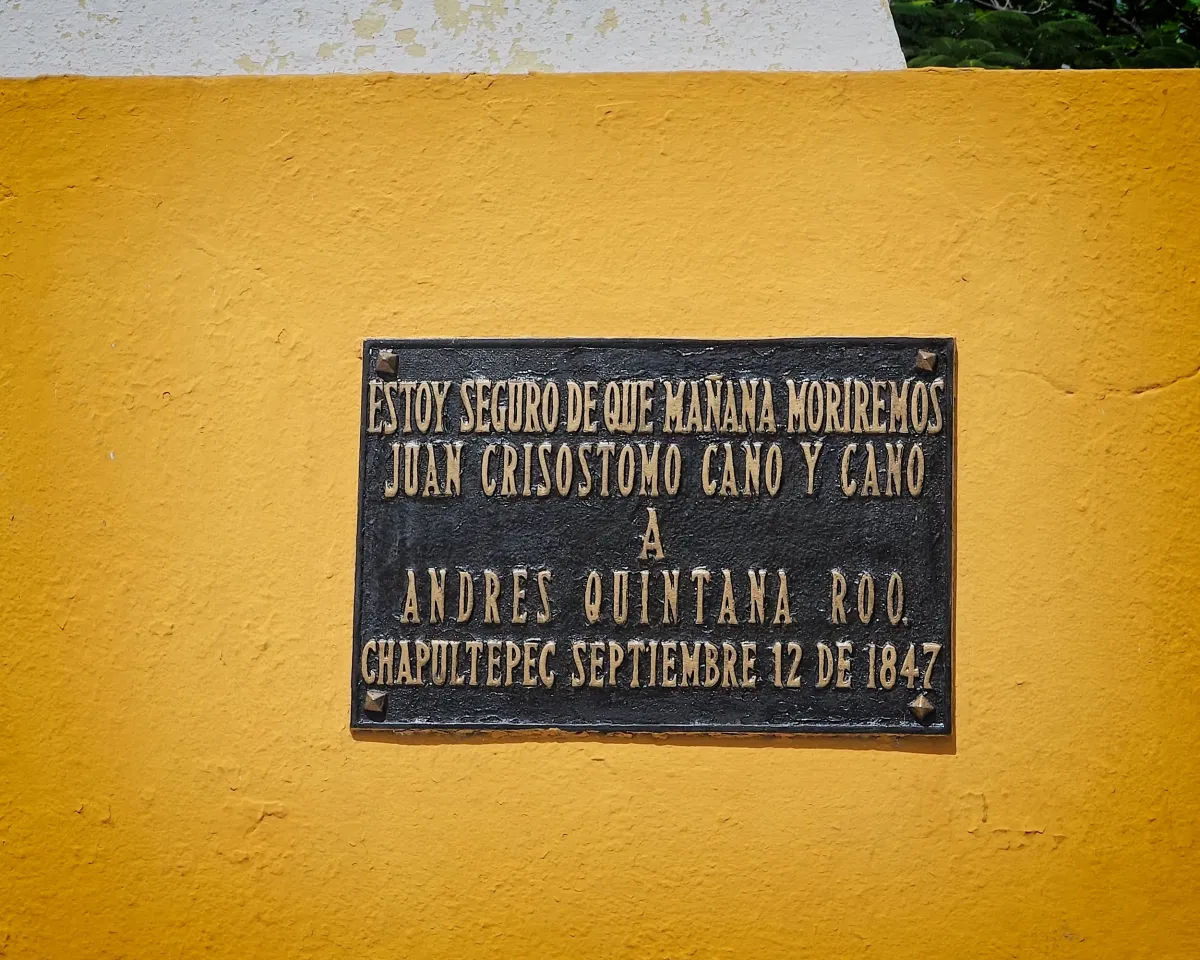 ESTOY SEGURO DE QUE MAÑANA MORIREMOS
JUAN CRISOSTOMO CANO Y CANO
A
ANDRES QUINTANA ROO.
CHAPULTEPEC SEPTIEMBRE 12 DE 1847